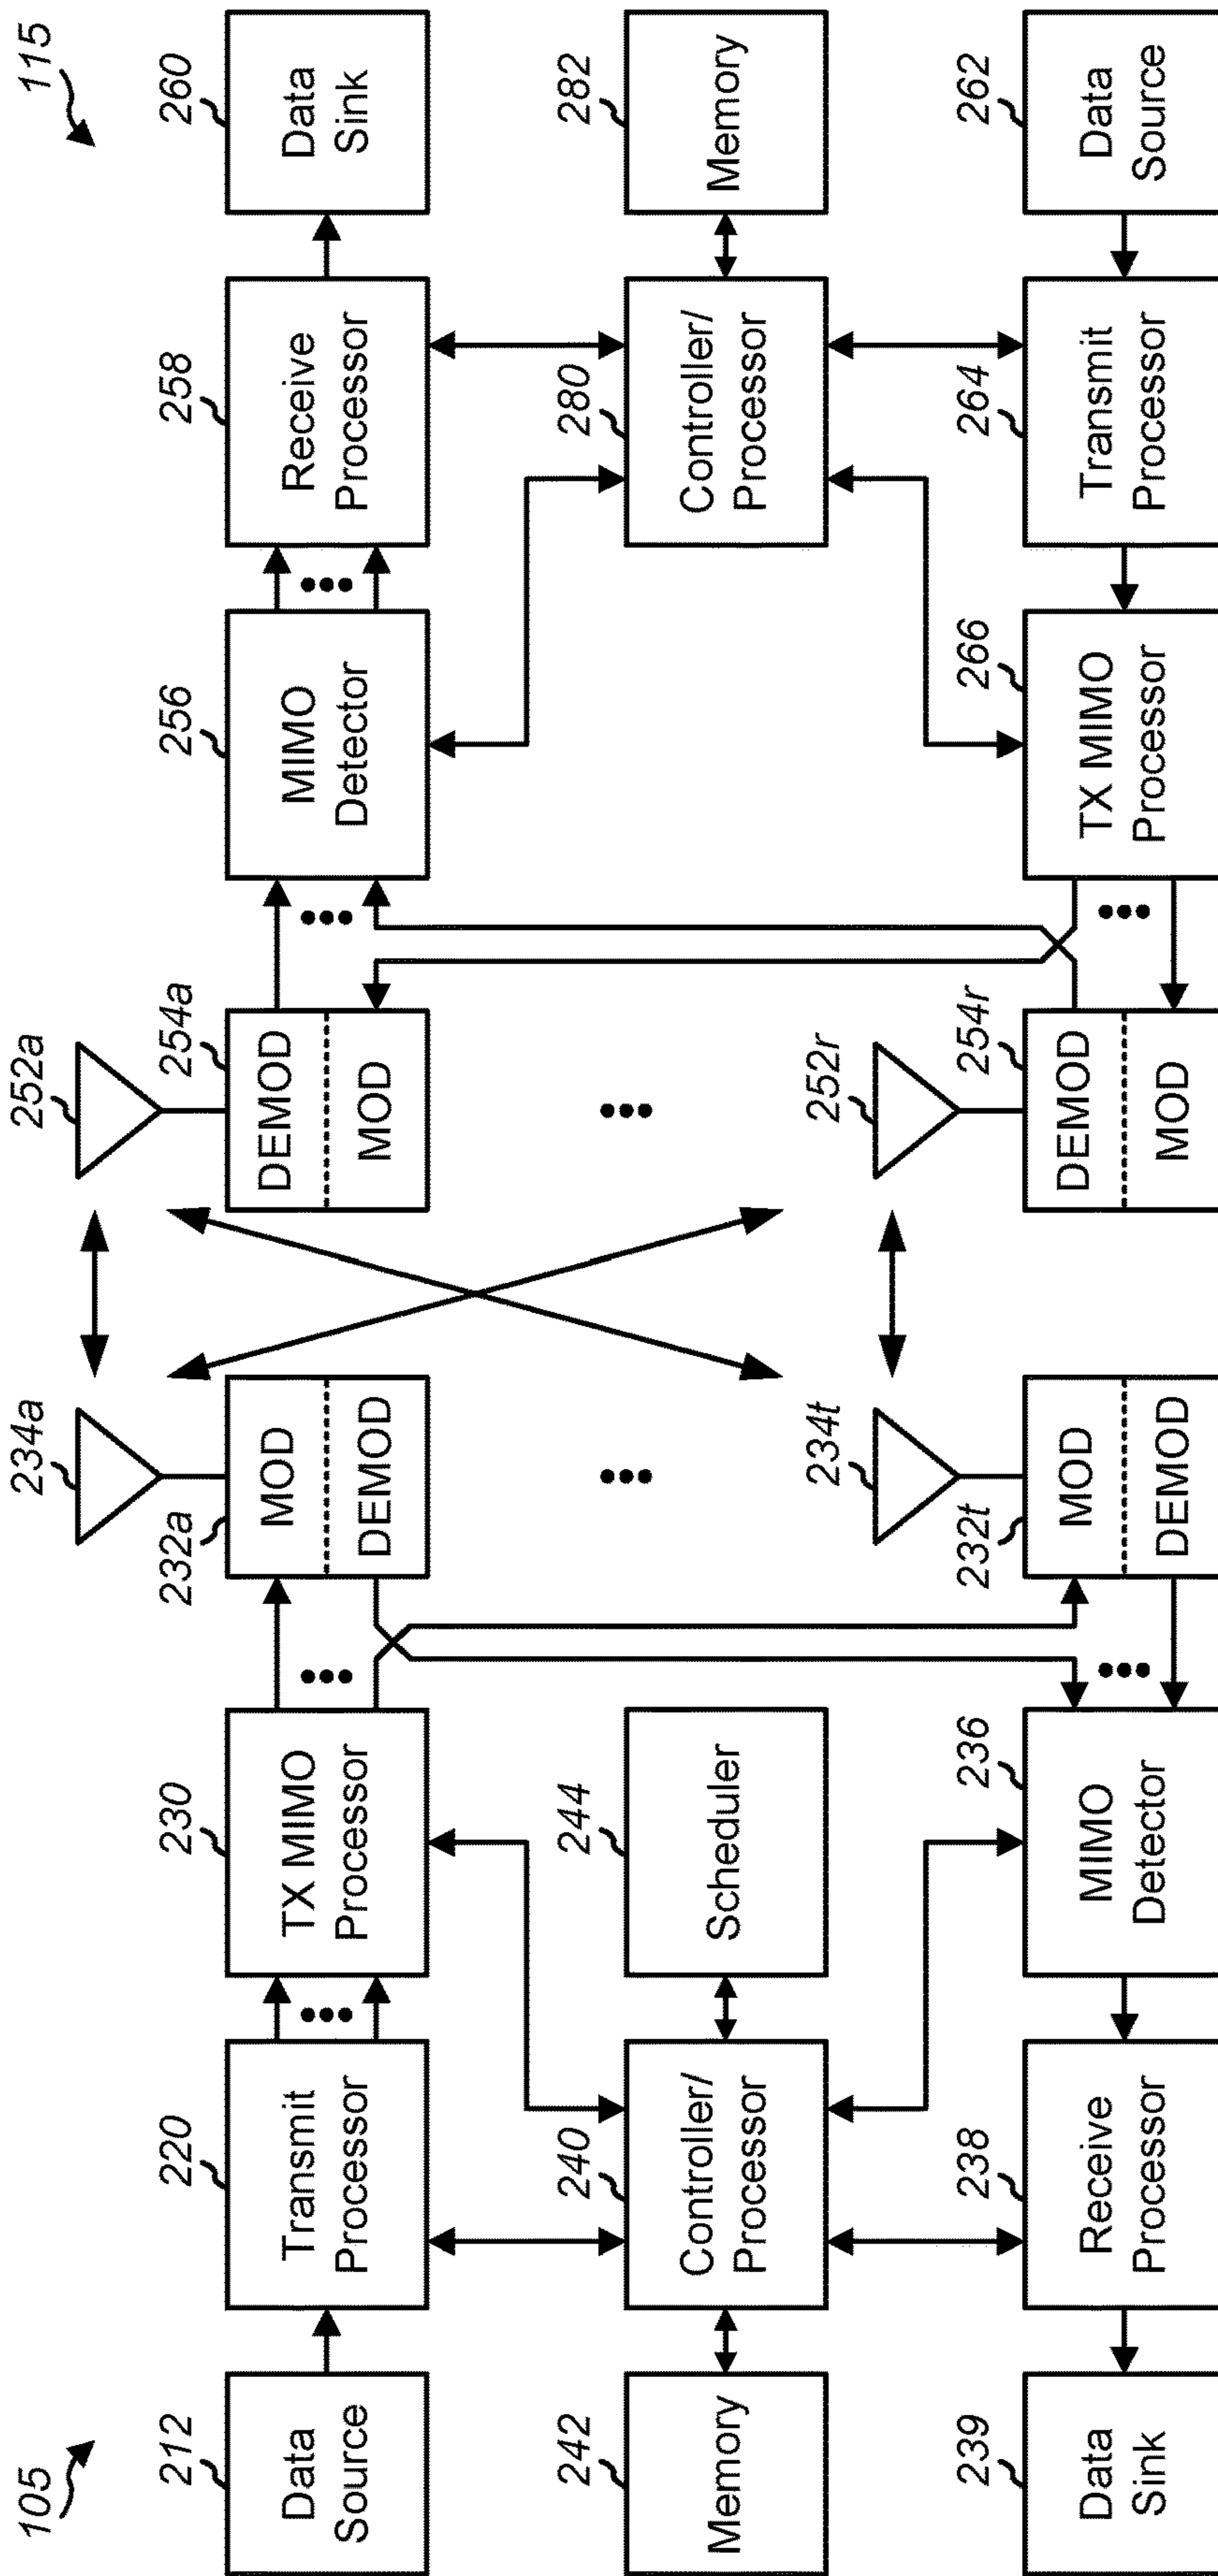 105
115
212
Data
Source
220
Transmit
Processor
230
TX MIMO
Processor
232a
MOD
DEMOD
234a
252a
254a
DEMOD
MOD
256
MIMO
Detector
258
Receive
Processor
260
Data
Sink
242
Memory
240
Controller/
Processor
244
Scheduler
280
Controller/
Processor
282
Memory
239
Data
Sink
238
Receive
Processor
236
MIMO
Detector
232t
MOD
DEMOD
234t
252r
254r
DEMOD
MOD
266
TX MIMO
Processor
264
Transmit
Processor
262
Data
Source